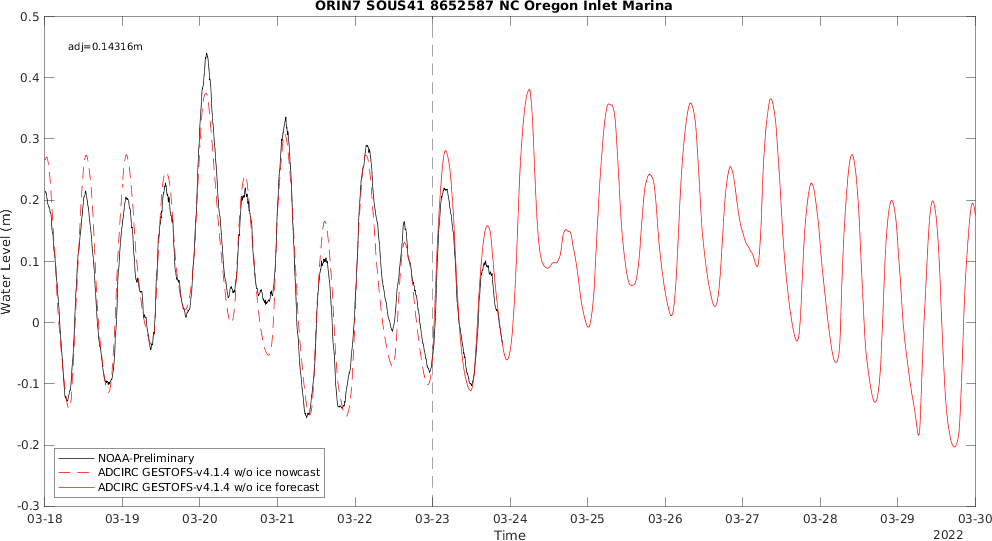 ORIN7 SOUS41 8652587 NC Oregon Inlet Marina
adj=0.14316m
Water Level (m)
0.5
0.4
0.3
0.2
0.1
0
-0.1
-0.2
-0.3
NOAA-Preliminary
ADCIRC GESTOFS-v4.1.4 w/o ice nowcast
ADCIRC GESTOFS-v4.1.4 w/o ice forecast
03-18 03-19 03-20 03-21 03-22 03-23 03-24 03-25 03-26 03-27 03-28 03-29 03-30
Time
2022